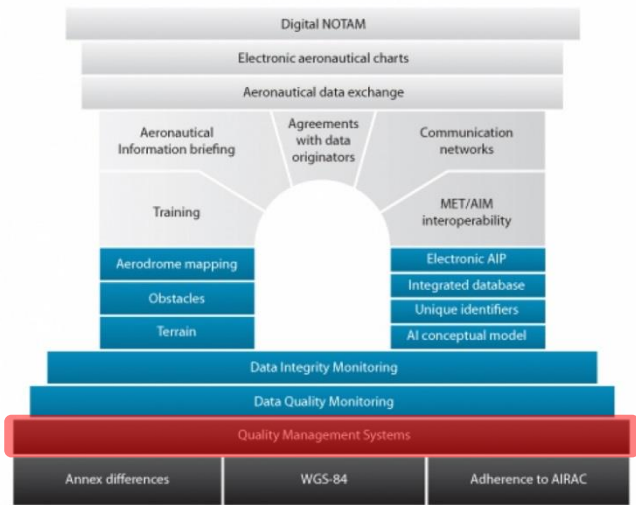 Digital NOTAM
Electronic aeronautical charts
Aeronautical data exchange
Aeronautical
Information briefing
Agreements
with data
originators
Communication
networks
Training
MET/AIM
interoperability
Aerodrome mapping
Obstacles
Terrain
Electronic AIP
Integrated database
Unique identifiers
AI conceptual model
Data Integrity Monitoring
Data Quality Monitoring
Quality Management Systems
Annex differences
WGS-84
Adherence to AIRAC